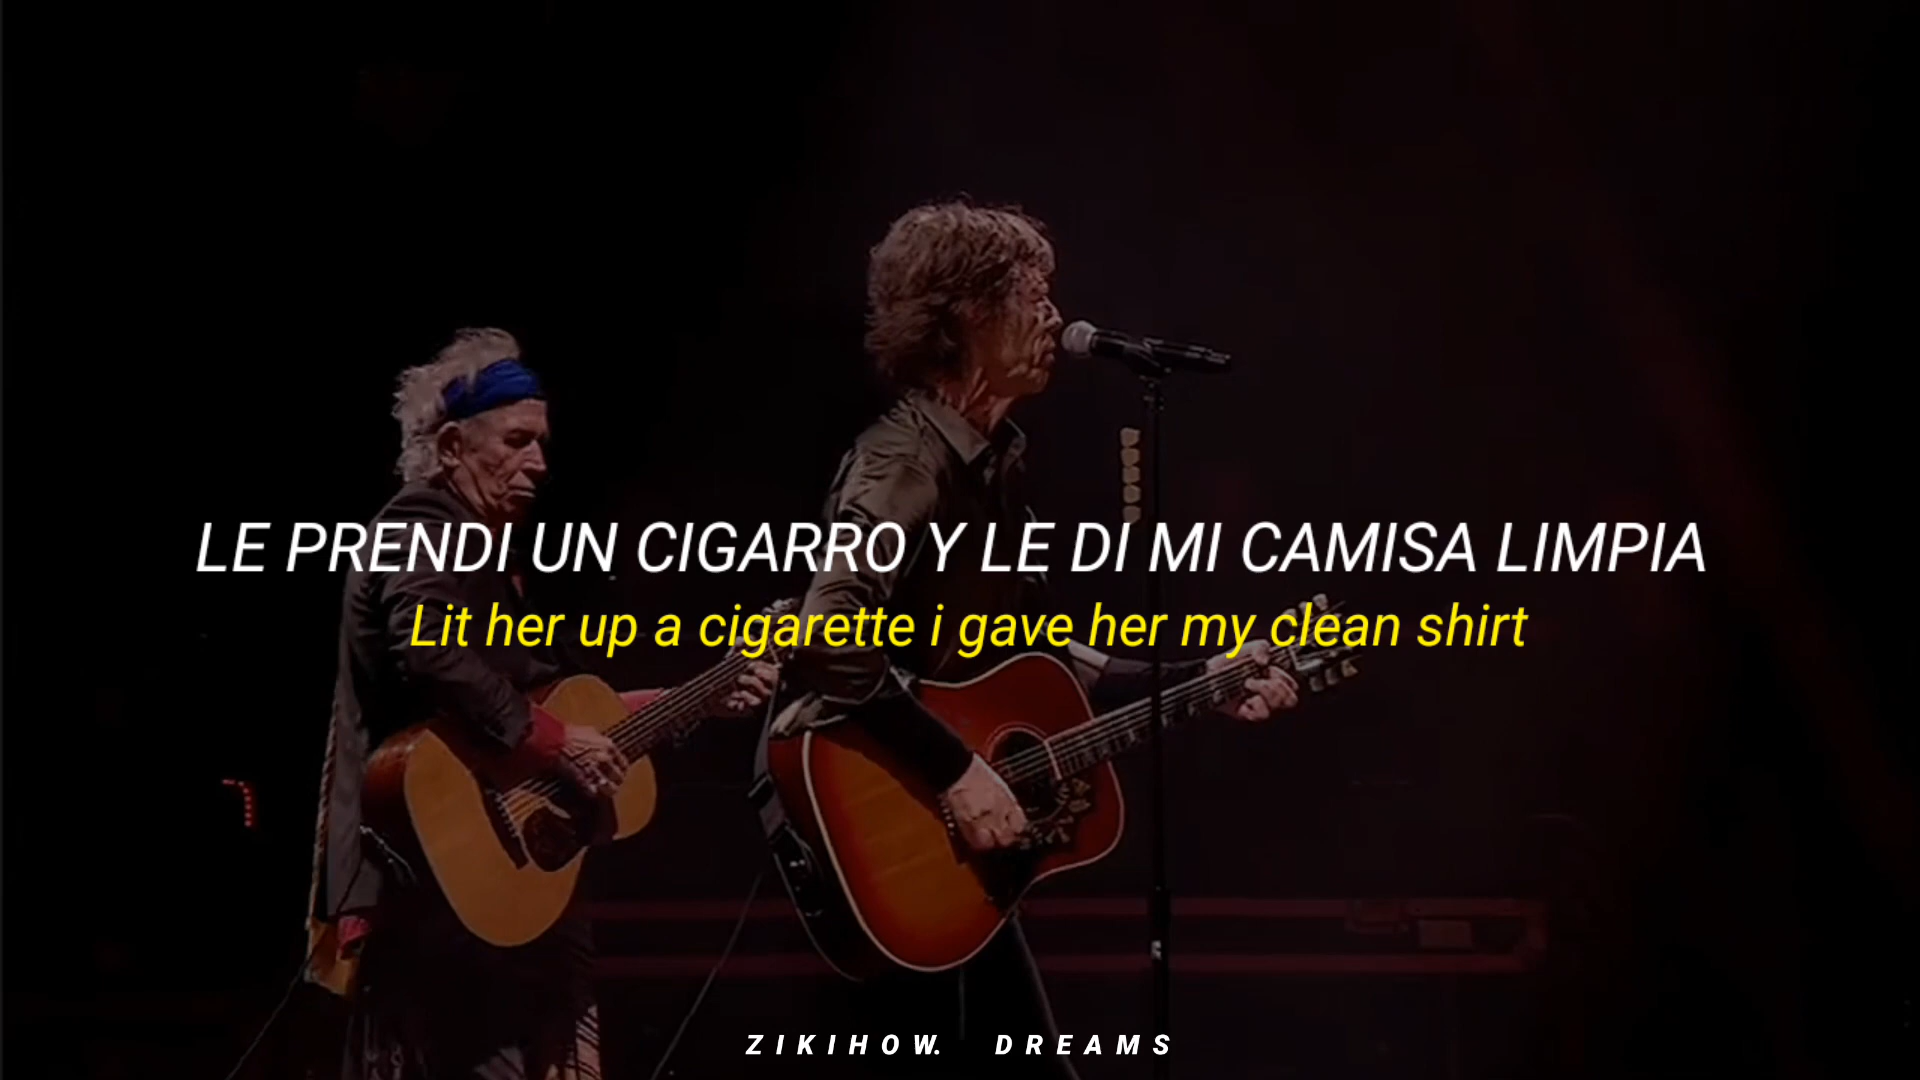 LE PRENDI UN CIGARRO Y LE DI MI CAMISA LIMPIA
Lit her up a cigarette i gave her my clean shirt
ZIKIHOW. DREAMS